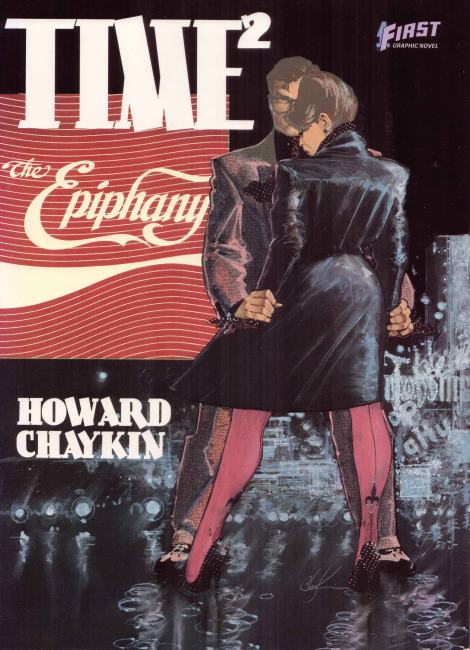 TIME²
!FIRST
GRAPHIC NOVEL
The
Epiphany
HOWARD
CHAYKIN